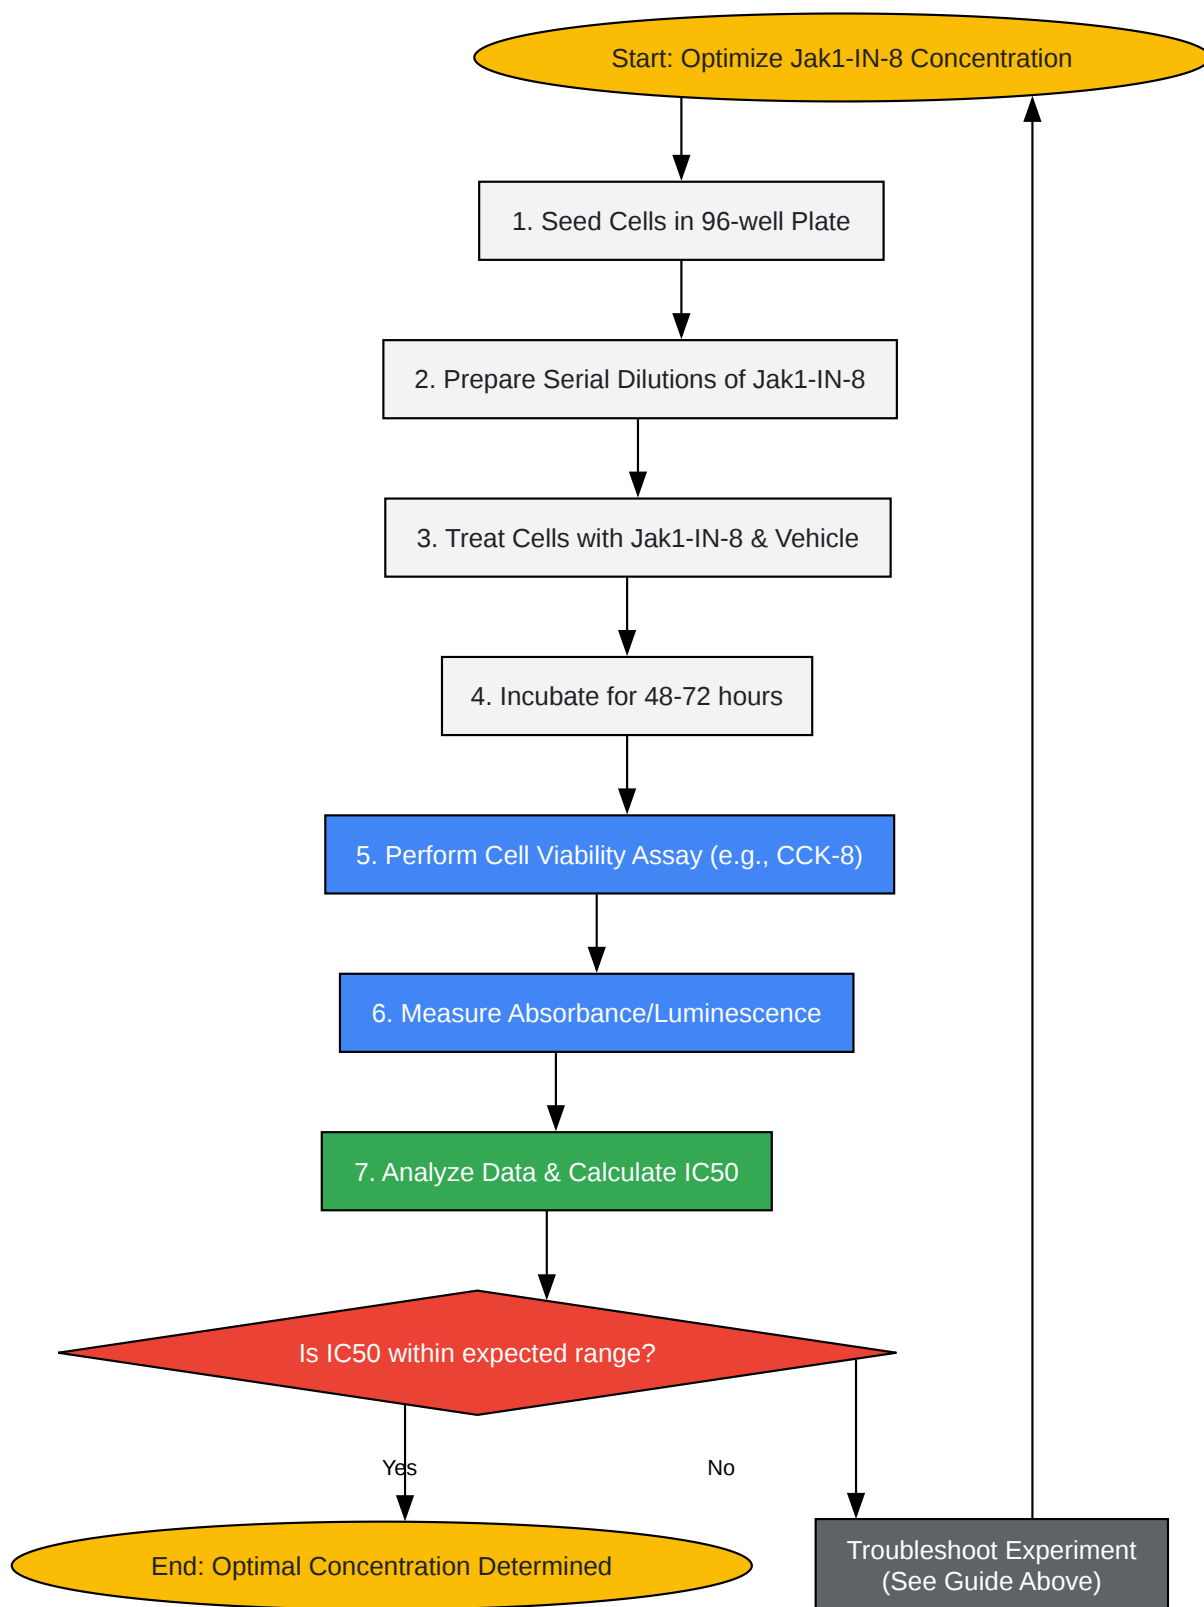 Start: Optimize Jak1-IN-8 Concentration
1. Seed Cells in 96-well Plate
2. Prepare Serial Dilutions of Jak1-IN-8
3. Treat Cells with Jak1-IN-8 & Vehicle
4. Incubate for 48-72 hours
5. Perform Cell Viability Assay (e.g., CCK-8)
6. Measure Absorbance/Luminescence
7. Analyze Data & Calculate IC50
Is IC50 within expected range?
Yes
No
End: Optimal Concentration Determined
Troubleshoot Experiment
(See Guide Above)